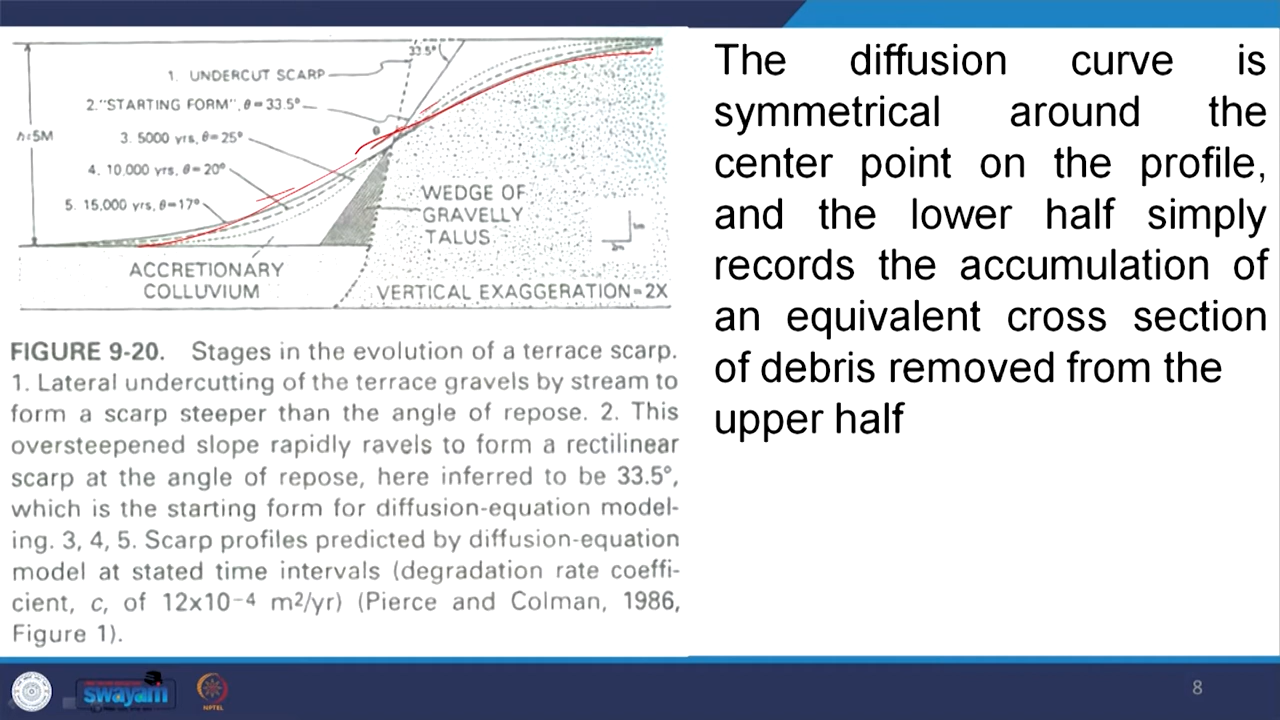 33.5°
1. UNDERCUT SCARP
2. "STARTING FORM", θ = 33.5°
h=5M
θ
3. 5000 yrs, θ= 25°
4. 10,000 yrs, θ= 20°
5. 15,000 yrs, θ=17°
WEDGE OF
GRAVELLY
TALUS
ACCRETIONARY
COLLUVIUM
VERTICAL EXAGGERATION=2X
FIGURE 9-20. Stages in the evolution of a terrace scarp.
1. Lateral undercutting of the terrace gravels by stream to
form a scarp steeper than the angle of repose. 2. This
oversteepened slope rapidly ravels to form a rectilinear
scarp at the angle of repose, here inferred to be 33.5°,
which is the starting form for diffusion-equation model-
ing. 3, 4, 5. Scarp profiles predicted by diffusion-equation
model at stated time intervals (degradation rate coeffi-
cient, c, of 12x10⁻⁴ m²/yr) (Pierce and Colman, 1986,
Figure 1).
The diffusion curve is
symmetrical around the
center point on the profile,
and the lower half simply
records the accumulation of
an equivalent cross section
of debris removed from the
upper half
swayam
NPTEL
8